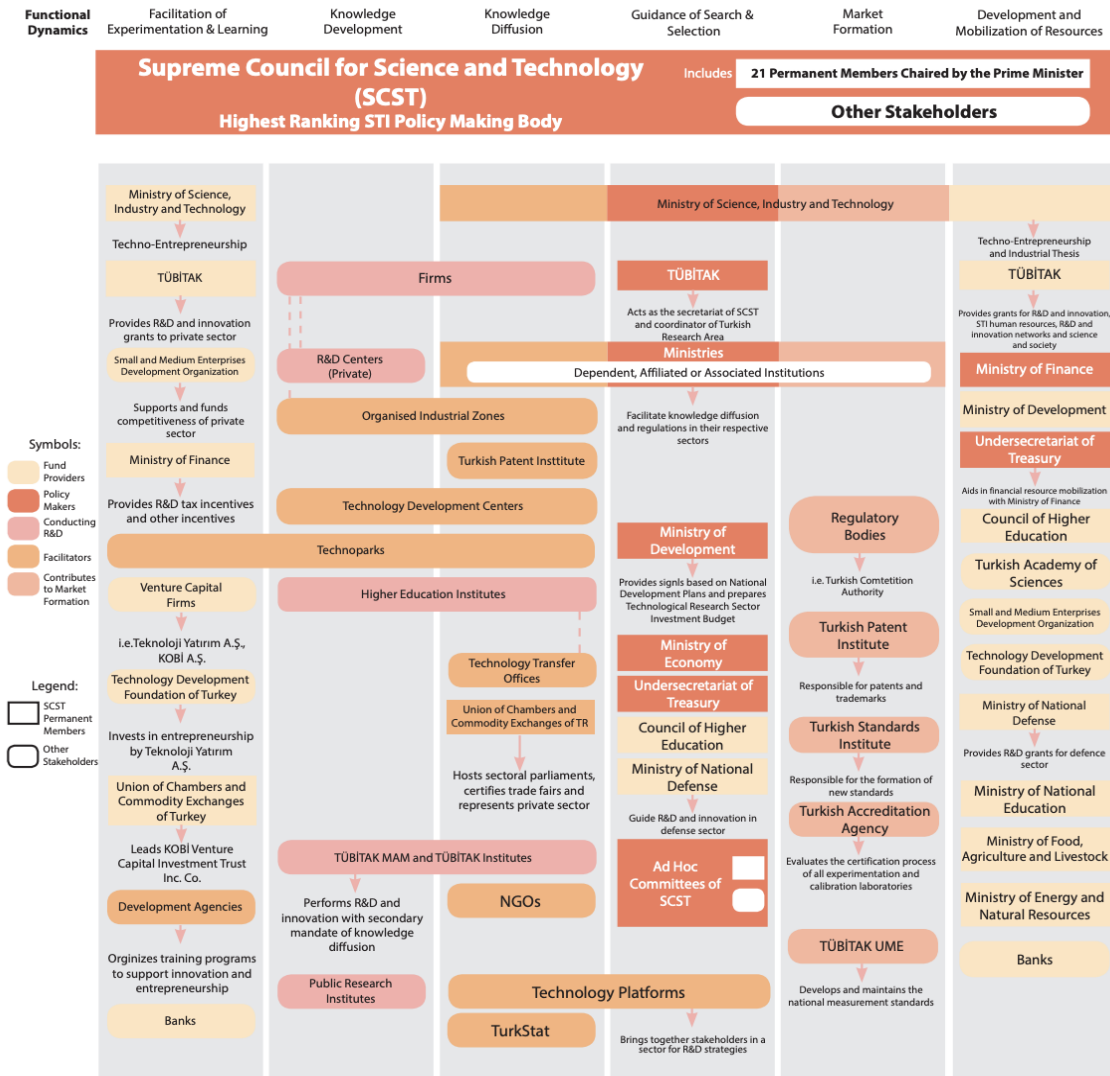 Functional
Dynamics
Facilitation of
Experimentation & Learning
Knowledge
Development
Knowledge
Diffusion
Guidance of Search &
Selection
Market
Formation
Development and
Mobilization of Resources
Supreme Council for Science and Technology
(SCST)
Highest Ranking STI Policy Making Body
Includes
21 Permanent Members Chaired by the Prime Minister
Other Stakeholders
Symbols:
Fund
Providers
Policy
Makers
Conducting
R&D
Facilitators
Contributes
to Market
Formation
Legend:
SCST
Permanent
Members
Other
Stakeholders
Ministry of Science,
Industry and Technology
Techno-Entrepreneurship
TÜBİTAK
Provides R&D and innovation
grants to private sector
Small and Medium Enterprises
Development Organization
Supports and funds
competitiveness of private
sector
Ministry of Finance
Provides R&D tax incentives
and other incentives
Technoparks
Venture Capital
Firms
i.e.Teknoloji Yatırım A.Ş.,
KOBİ A.Ş.
Technology Development
Foundation of Turkey
Invests in entrepreneurship
by Teknoloji Yatırım
A.Ş.
Union of Chambers and
Commodity Exchanges
of Turkey
Leads KOBİ Venture
Capital Investment Trust
Inc. Co.
Development Agencies
Orginizes training programs
to support innovation and
entrepreneurship
Banks
Firms
R&D Centers
(Private)
Organised Industrial Zones
Turkish Patent Insttitute
Technology Development Centers
Higher Education Institutes
Technology Transfer
Offices
Union of Chambers and
Commodity Exchanges of TR
Hosts sectoral parliaments,
certifies trade fairs and
represents private sector
TÜBİTAK MAM and TÜBİTAK Institutes
Performs R&D and
innovation with secondary
mandate of knowledge
diffusion
NGOs
Public Research
Institutes
Technology Platforms
TurkStat
Brings together stakeholders in a
sector for R&D strategies
Ministry of Science, Industry and Technology
TÜBİTAK
Acts as the secretariat of SCST
and coordinator of Turkish
Research Area
Ministries
Dependent, Affiliated or Associated Institutions
Facilitate knowledge diffusion
and regulations in their respective
sectors
Ministry of
Development
Provides signls based on National
Development Plans and prepares
Technological Research Sector
Investment Budget
Ministry of
Economy
Undersecretariat of
Treasury
Council of Higher
Education
Ministry of National
Defense
Guide R&D and innovation in
defense sector
Ad Hoc
Committees of
SCST
Regulatory
Bodies
i.e. Turkish Comtetition
Authority
Turkish Patent
Institute
Responsible for patents and
trademarks
Turkish Standards
Institute
Responsible for the formation of
new standards
Turkish Accreditation
Agency
Evaluates the certification process
of all experimentation and
calibration laboratories
TÜBİTAK UME
Develops and maintains the
national measurement standards
Techno-Entrepreneurship
and Industrial Thesis
TÜBİTAK
Provides grants for R&D and innovation,
STI human resources, R&D and
innovation networks and science
and society
Ministry of Finance
Ministry of Development
Undersecretariat of
Treasury
Aids in financial resource mobilization
with Ministry of Finance
Council of Higher
Education
Turkish Academy of
Sciences
Small and Medium Enterprises
Development Organization
Technology Development
Foundation of Turkey
Ministry of National
Defense
Provides R&D grants for defence
sector
Ministry of National
Education
Ministry of Food,
Agriculture and Livestock
Ministry of Energy and
Natural Resources
Banks